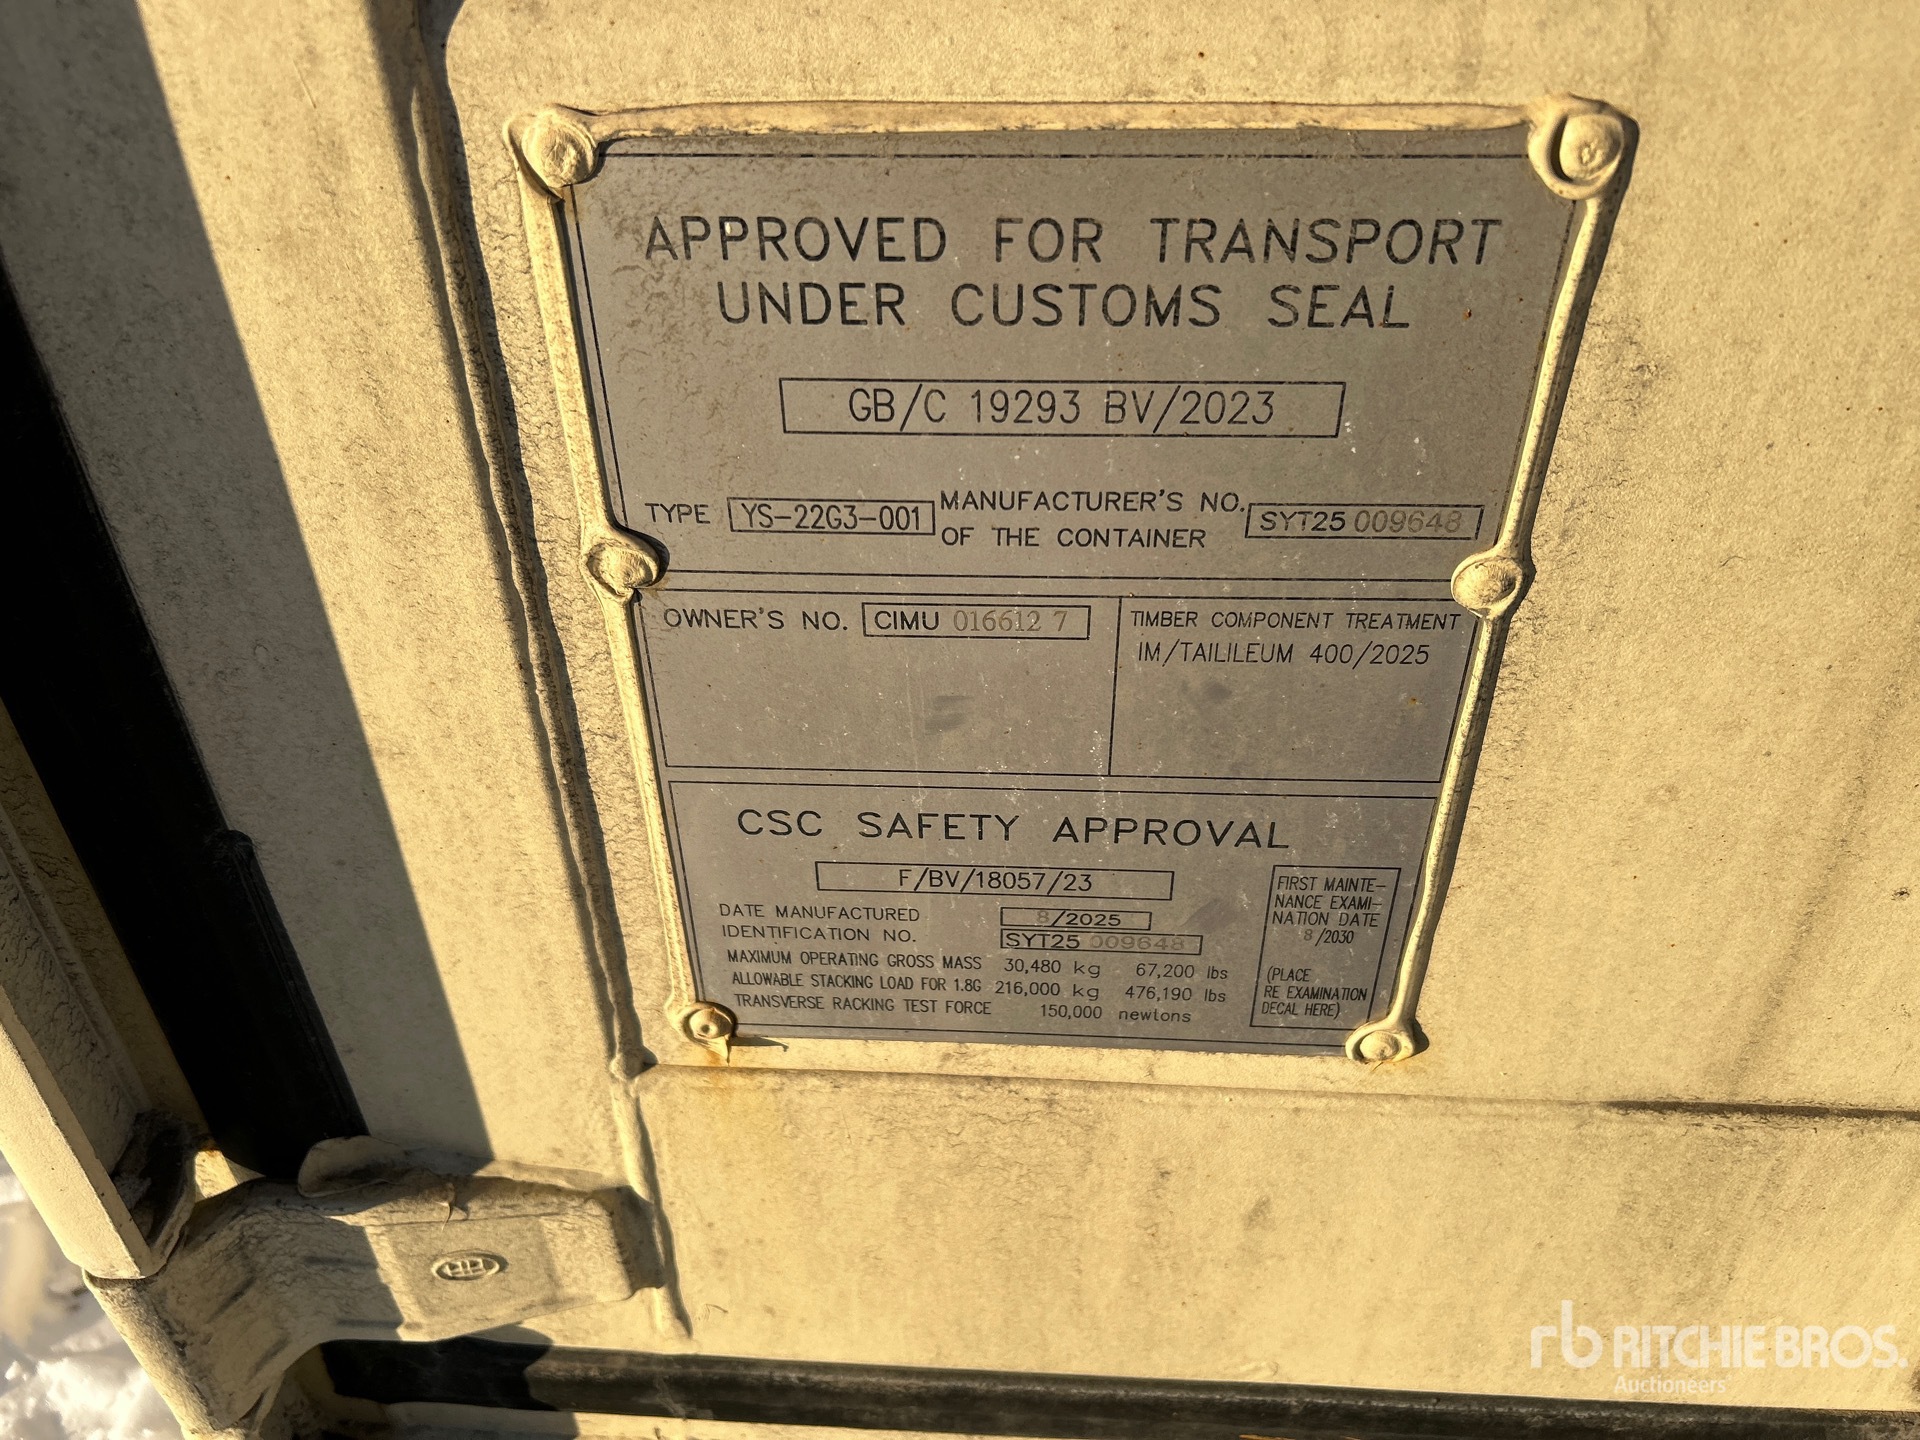 APPROVED FOR TRANSPORT
UNDER CUSTOMS SEAL
GB/C 19293 BV/2023
TYPE YS-22G3-001 MANUFACTURER'S NO. OF THE CONTAINER SYT25 009648
OWNER'S NO. CIMU 016612 7
TIMBER COMPONENT TREATMENT
IM/TAILILEUM 400/2025
CSC SAFETY APPROVAL
F/BV/18057/23
DATE MANUFACTURED 8/2025
IDENTIFICATION NO. SYT25 009648
MAXIMUM OPERATING GROSS MASS 30,480 kg 67,200 lbs
ALLOWABLE STACKING LOAD FOR 1.8G 216,000 kg 476,190 lbs
TRANSVERSE RACKING TEST FORCE 150,000 newtons
FIRST MAINTE-
NANCE EXAMI-
NATION DATE
8/2030
(PLACE
RE EXAMINATION
DECAL HERE)
rb RITCHIE BROS.
Auctioneers